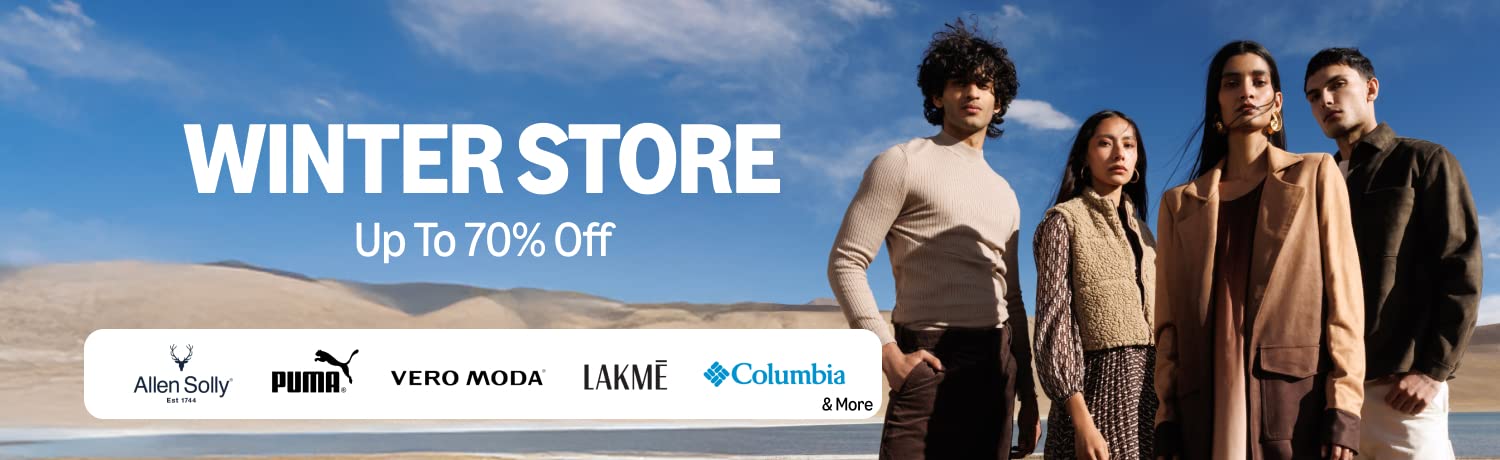 WINTER STORE
Up To 70% Off
Allen Solly®
Est 1744
PUMA®
VERO MODA®
LAKMĒ
Columbia
& More